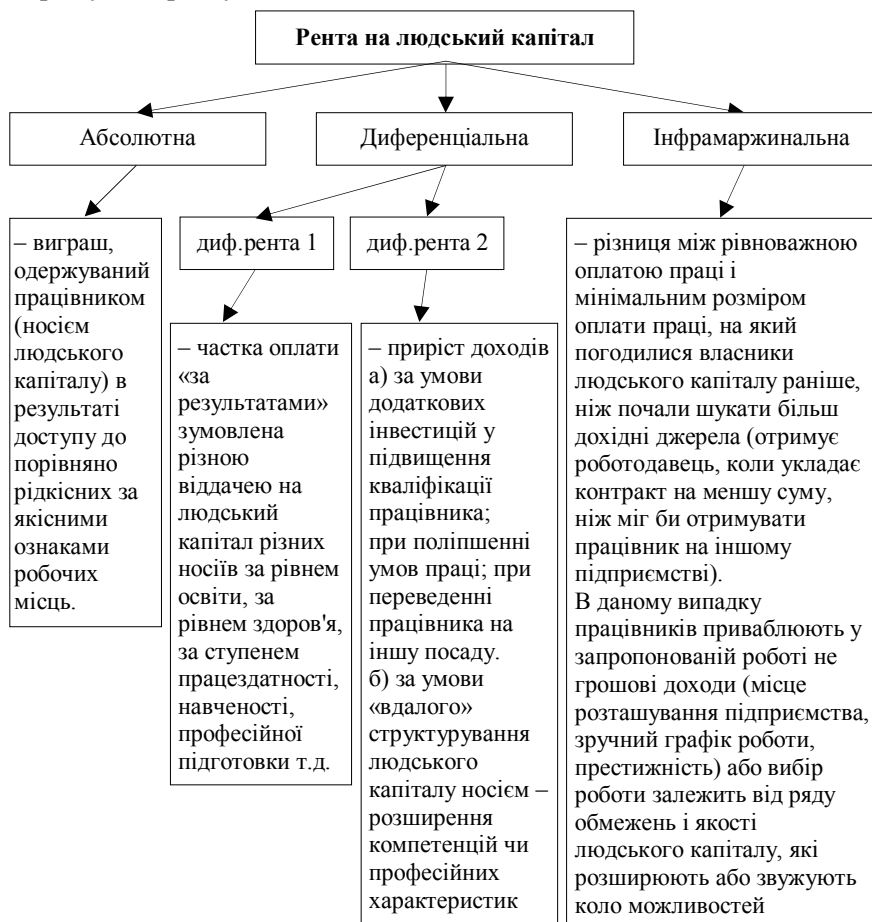 Рента на людський капітал
Абсолютна
Диференціальна
Інфрамаржинальна
– виграш,
одержуваний
працівником
(носієм
людського
капіталу) в
результаті
доступу до
порівняно
рідкісних за
якісними
ознаками
робочих
місць.
диф.рента 1
диф.рента 2
– частка оплати
«за
результатами»
зумовлена
різною
віддачею на
людський
капітал різних
носіїв за рівнем
освіти, за
рівнем здоров'я,
за ступенем
працездатності,
навченості,
професійної
підготовки т.д.
– приріст доходів
а) за умови
додаткових
інвестицій у
підвищення
кваліфікації
працівника;
при поліпшенні
умов праці; при
переведенні
працівника на
іншу посаду.
б) за умови
«вдалого»
структурування
людського
капіталу носієм –
розширення
компетенцій чи
професійних
характеристик
– різниця між рівноважною
оплатою праці і
мінімальним розміром
оплати праці, на який
погодилися власники
людського капіталу раніше,
ніж почали шукати більш
дохідні джерела (отримує
роботодавець, коли укладає
контракт на меншу суму,
ніж міг би отримувати
працівник на іншому
підприємстві).
В даному випадку
працівників приваблюють у
запропонованій роботі не
грошові доходи (місце
розташування підприємства,
зручний графік роботи,
престижність) або вибір
роботи залежить від ряду
обмежень і якості
людського капіталу, які
розширюють або звужують
коло можливостей